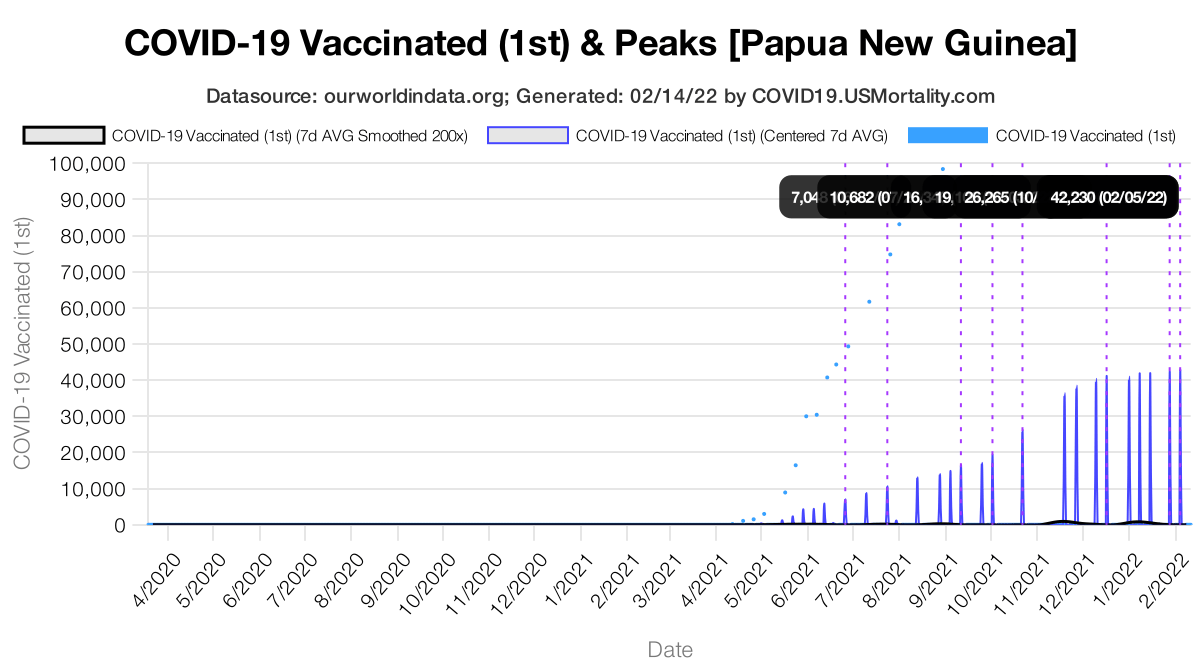 COVID-19 Vaccinated (1st) & Peaks [Papua New Guinea]
Datasource: ourworldindata.org; Generated: 02/14/22 by COVID19.USMortality.com
COVID-19 Vaccinated (1st) (7d AVG Smoothed 200x) COVID-19 Vaccinated (1st) (Centered 7d AVG) COVID-19 Vaccinated (1st)
COVID-19 Vaccinated (1st)
100,000
90,000
80,000
70,000
60,000
50,000
40,000
30,000
20,000
10,000
0
10,682 26,265 42,230 (02/05/22)
4/2020 5/2020 6/2020 7/2020 8/2020 9/2020 10/2020 11/2020 12/2020 1/2021 2/2021 3/2021 4/2021 5/2021 6/2021 7/2021 8/2021 9/2021 10/2021 11/2021 12/2021 1/2022 2/2022
Date